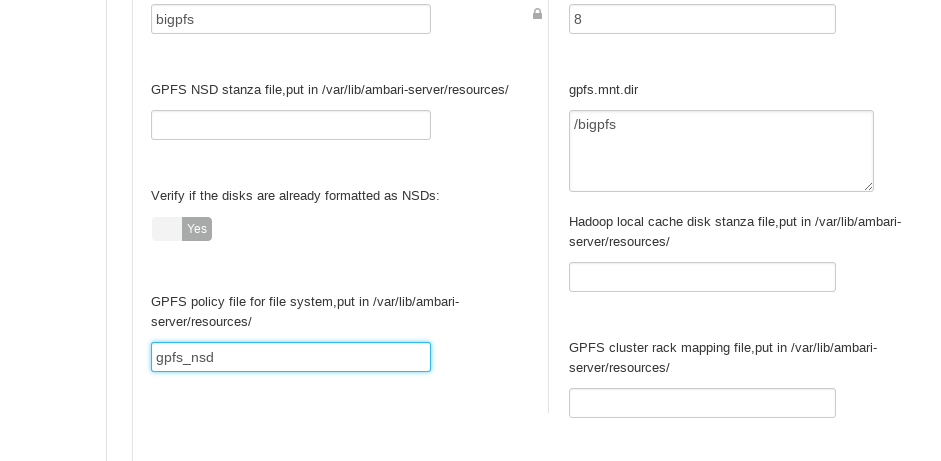 bigpfs
GPFS NSD stanza file,put in /var/lib/ambari-server/resources/
Verify if the disks are already formatted as NSDs:
Yes
GPFS policy file for file system,put in /var/lib/ambari-
server/resources/
gpfs_nsd
8
gpfs.mnt.dir
/bigpfs
Hadoop local cache disk stanza file,put in /var/lib/ambari-
server/resources/
GPFS cluster rack mapping file,put in /var/lib/ambari-
server/resources/